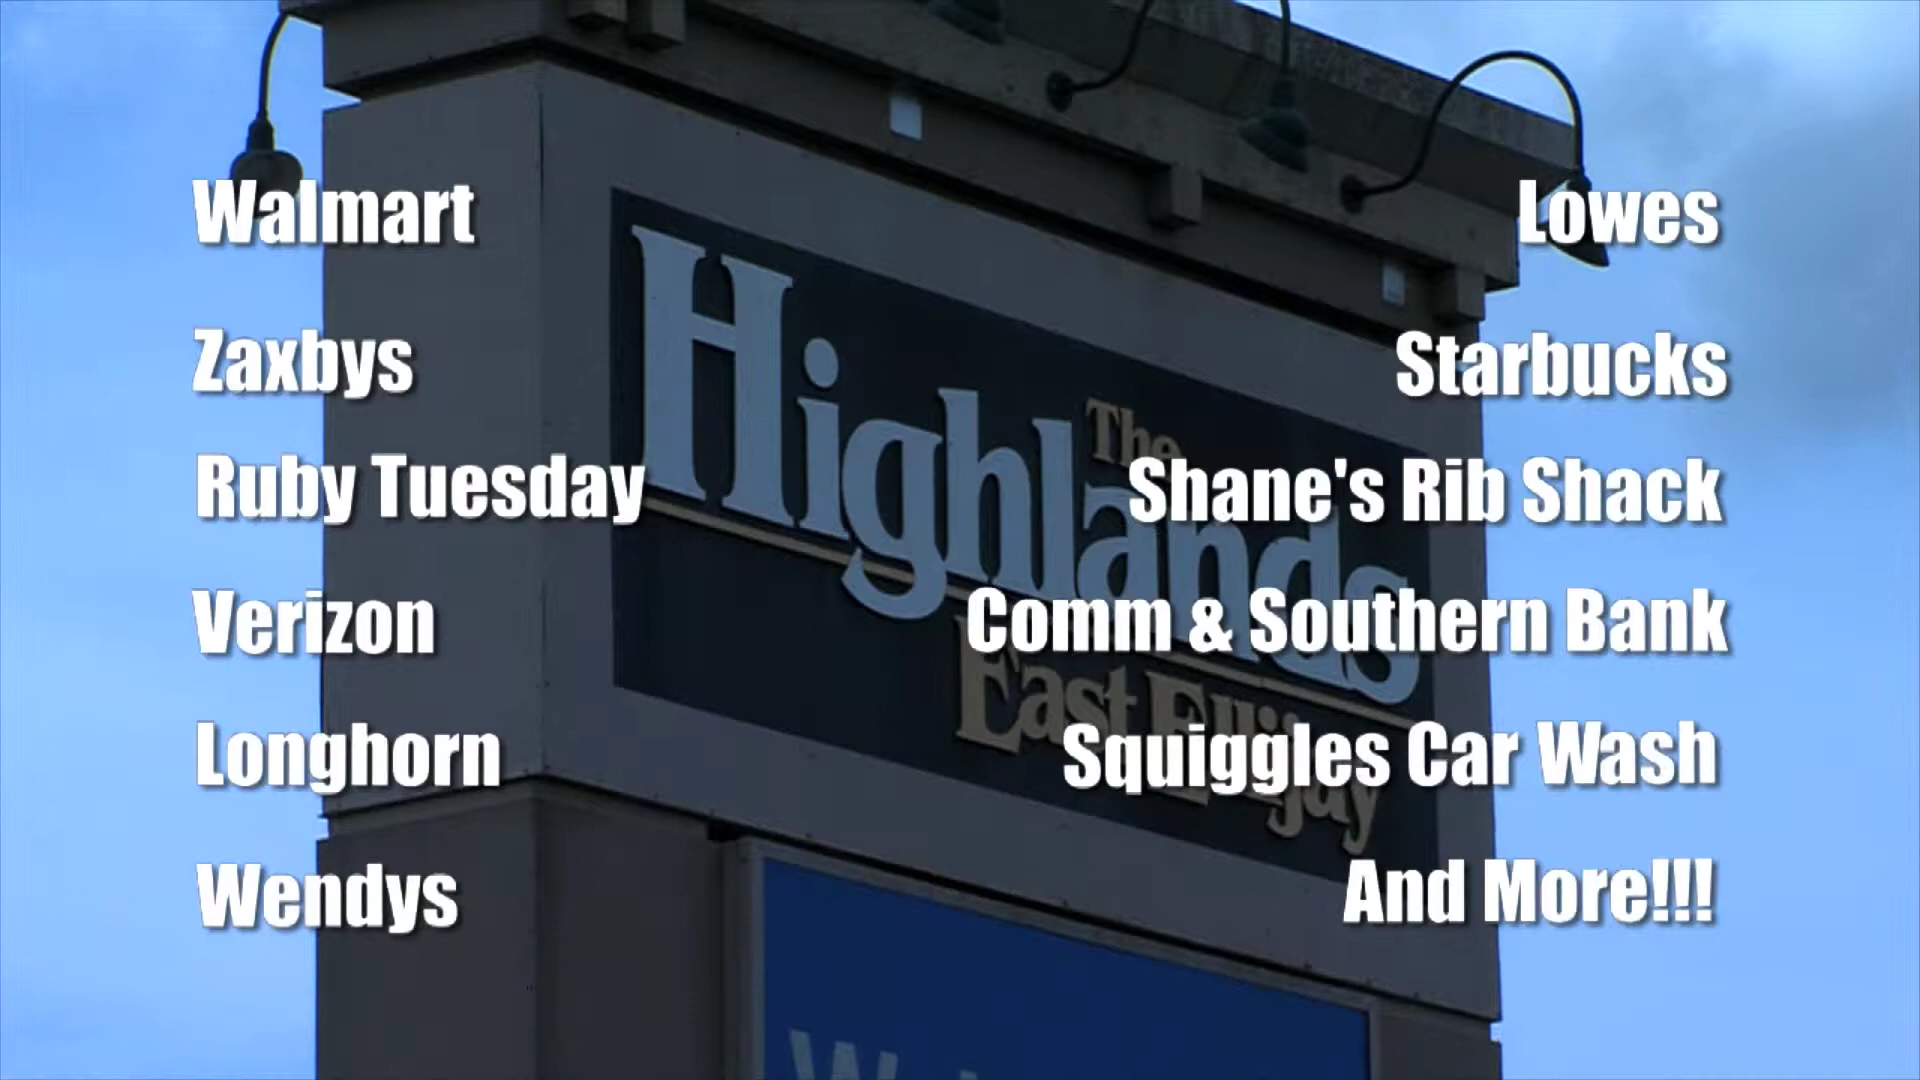 Walmart
Lowes
Zaxbys
Starbucks
Ruby Tuesday
Shane's Rib Shack
Verizon
Comm & Southern Bank
Longhorn
Squiggles Car Wash
Wendys
And More!!!
The
Highlands
East Ellijay